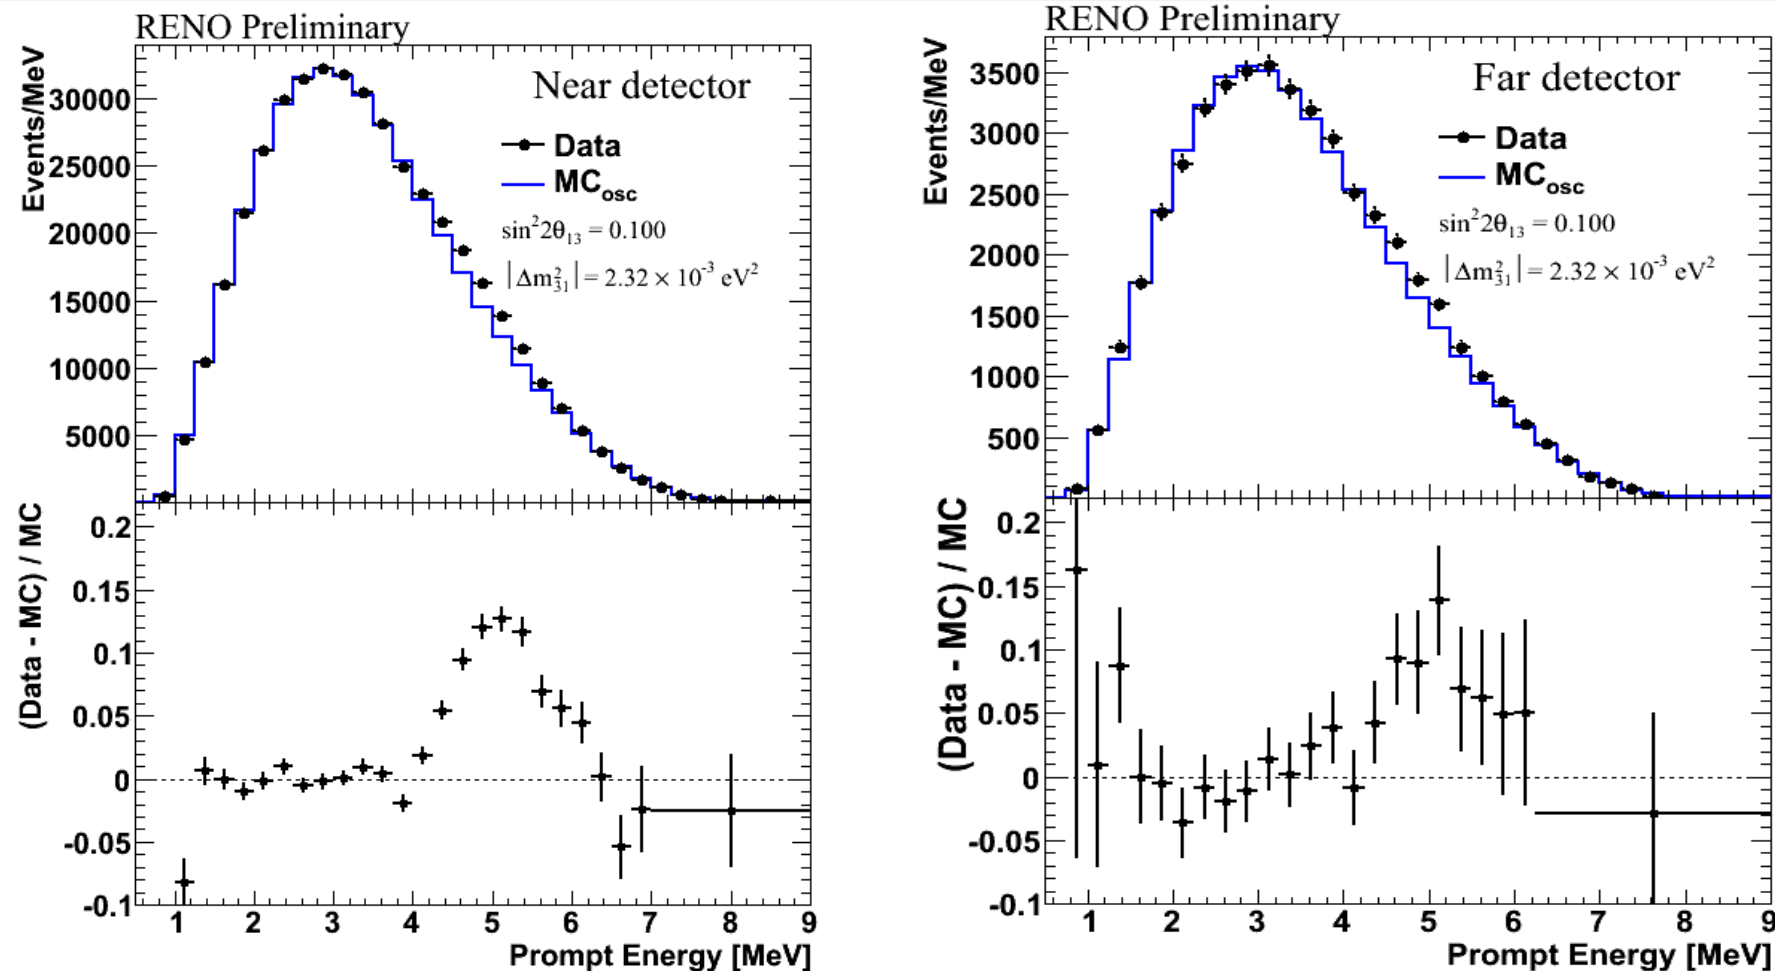 RENO Preliminary
Events/MeV
30000
25000
20000
15000
10000
5000
Near detector
Data
MCosc
sin²2θ₁₃ = 0.100
|Δm²₃₁| = 2.32 × 10⁻³ eV²
(Data - MC) / MC
0.2
0.15
0.1
0.05
0
-0.05
-0.1
1 2 3 4 5 6 7 8 9
Prompt Energy [MeV]
RENO Preliminary
Events/MeV
3500
3000
2500
2000
1500
1000
500
Far detector
Data
MCosc
sin²2θ₁₃ = 0.100
|Δm²₃₁| = 2.32 × 10⁻³ eV²
(Data - MC) / MC
0.2
0.15
0.1
0.05
0
-0.05
-0.1
1 2 3 4 5 6 7 8 9
Prompt Energy [MeV]